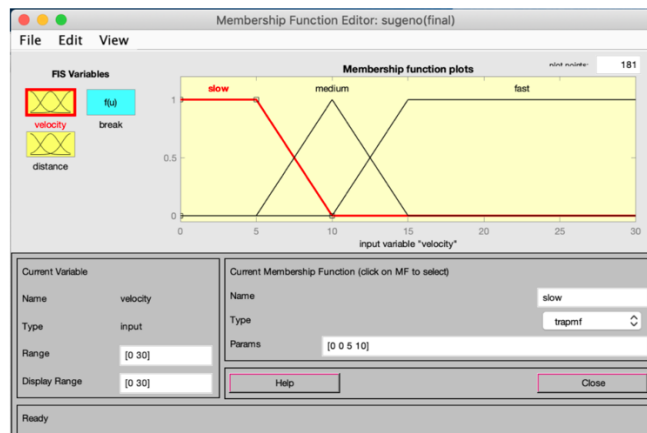 Membership Function Editor: sugeno(final)
File Edit View
FIS Variables
f(u)
velocity
break
distance
Membership function plots
plot points:
181
slow
medium
fast
1
0.5
0
0 5 10 15 20 25 30
input variable "velocity"
Current Variable
Name velocity
Type input
Range [0 30]
Display Range [0 30]
Current Membership Function (click on MF to select)
Name slow
Type trapmf
Params [0 0 5 10]
Help Close
Ready